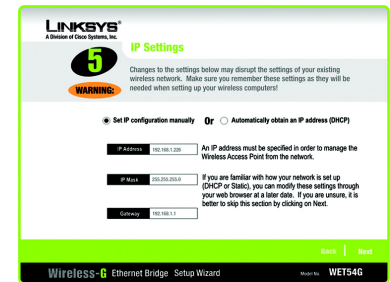 LINKSYS®
A Division of Cisco Systems, Inc.
5
WARNING:
IP Settings
Changes to the settings below may disrupt the settings of your existing
wireless network. Make sure you remember these settings as they will be
needed when setting up your wireless computers!
Set IP configuration manually Or Automatically obtain an IP address (DHCP)
IP Address 192.168.1.226
An IP address must be specified in order to manage the
Wireless Access Point from the network.
IP Mask 255.255.255.0
If you are familiar with how your network is set up
(DHCP or Static), you can modify these settings through
your web browser at a later date. If you are unsure, it is
better to skip this section by clicking on Next.
Gateway 192.168.1.1
Back Next
Wireless-G Ethernet Bridge Setup Wizard
Model No. WET54G